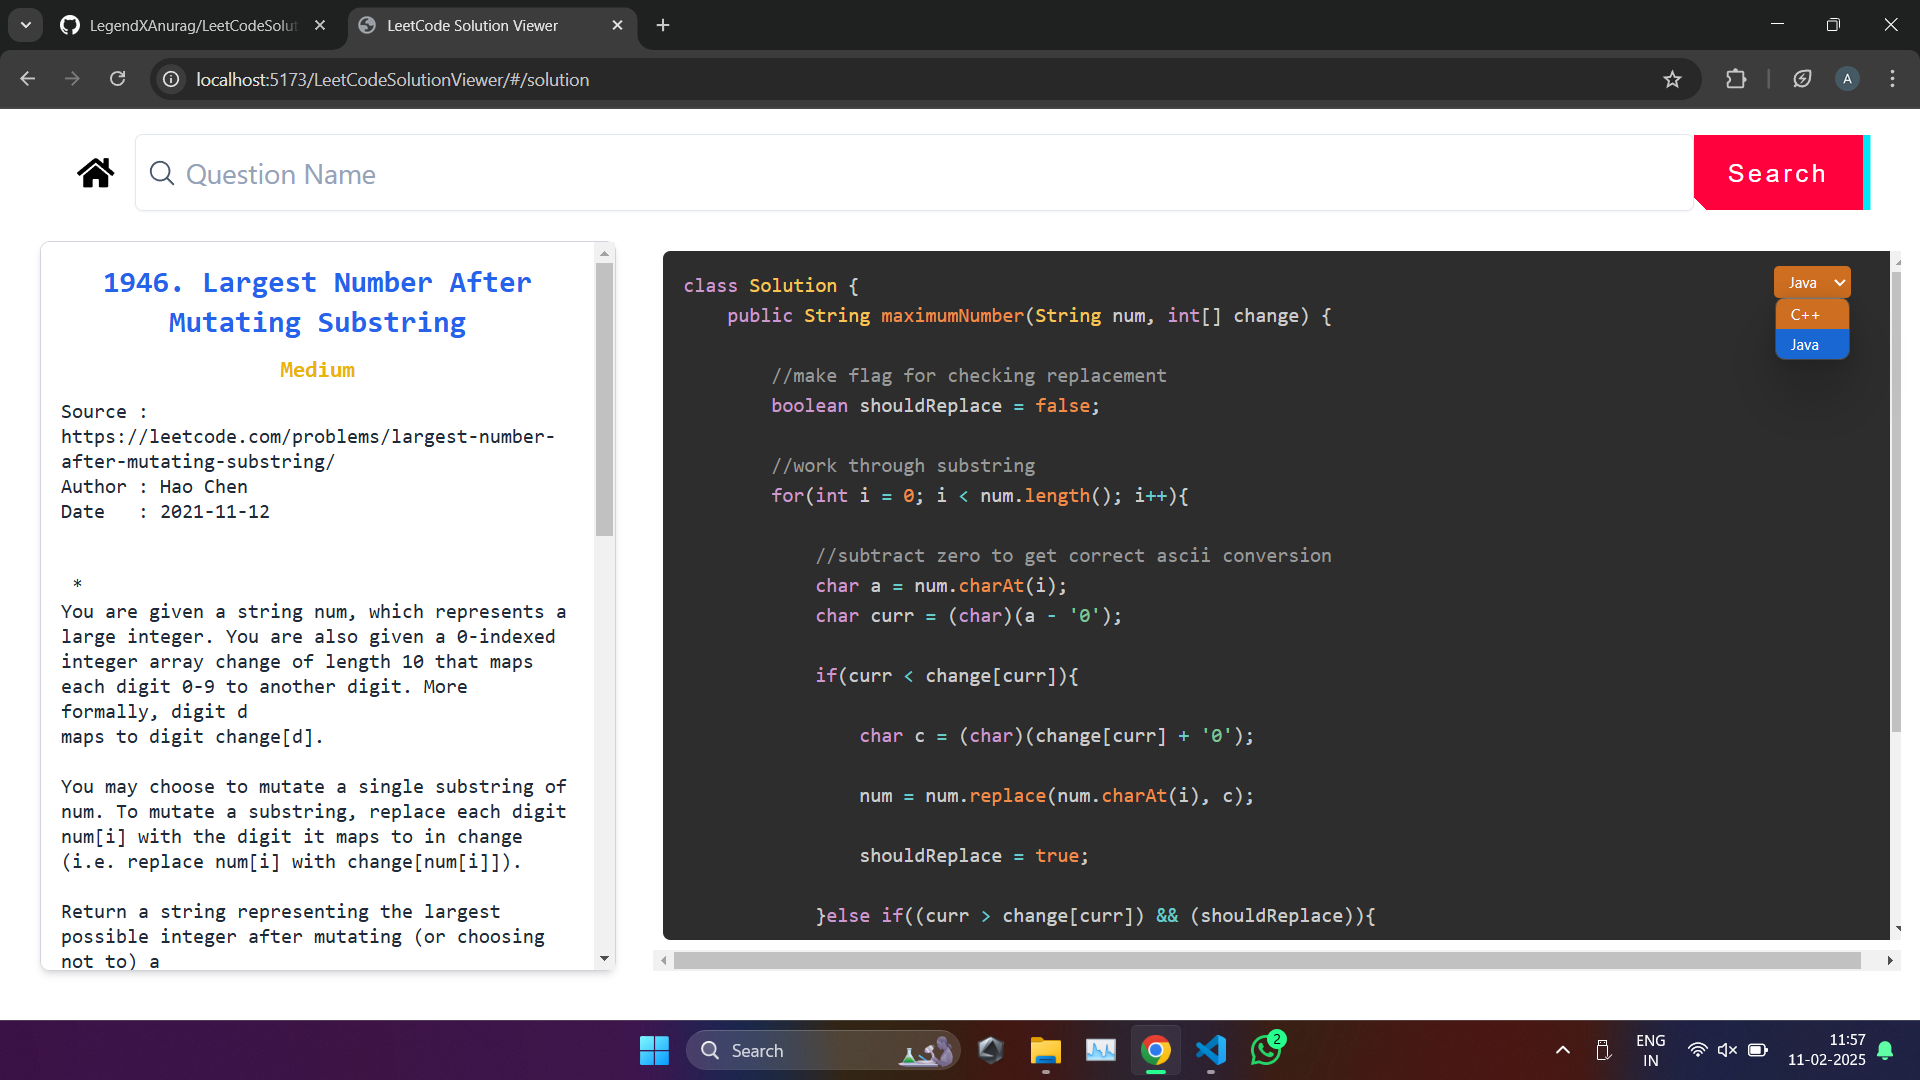 LegendXAnurag/LeetCodeSolut
LeetCode Solution Viewer
localhost:5173/LeetCodeSolutionViewer/#/solution
A
Question Name
Search
1946. Largest Number After
Mutating Substring
Medium
Source :
https://leetcode.com/problems/largest-number-
after-mutating-substring/
Author : Hao Chen
Date   : 2021-11-12
*
You are given a string num, which represents a
large integer. You are also given a 0-indexed
integer array change of length 10 that maps
each digit 0-9 to another digit. More
formally, digit d
maps to digit change[d].
You may choose to mutate a single substring of
num. To mutate a substring, replace each digit
num[i] with the digit it maps to in change
(i.e. replace num[i] with change[num[i]]).
Return a string representing the largest
possible integer after mutating (or choosing
not to) a
class Solution {
    public String maximumNumber(String num, int[] change) {
        //make flag for checking replacement
        boolean shouldReplace = false;
        //work through substring
        for(int i = 0; i < num.length(); i++){
            //subtract zero to get correct ascii conversion
            char a = num.charAt(i);
            char curr = (char)(a - '0');
            if(curr < change[curr]){
                char c = (char)(change[curr] + '0');
                num = num.replace(num.charAt(i), c);
                shouldReplace = true;
            }else if((curr > change[curr]) && (shouldReplace)){
Java
C++
Java
Search
2
ENG
IN
11:57
11-02-2025